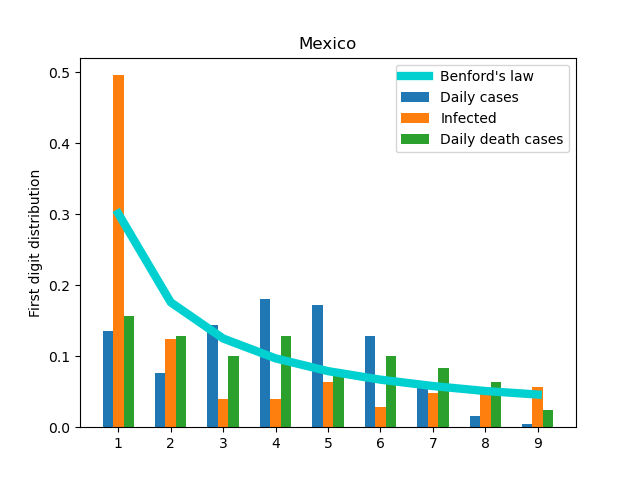 Mexico
Benford's law
Daily cases
Infected
Daily death cases
First digit distribution
0.5
0.4
0.3
0.2
0.1
0.0
1 2 3 4 5 6 7 8 9